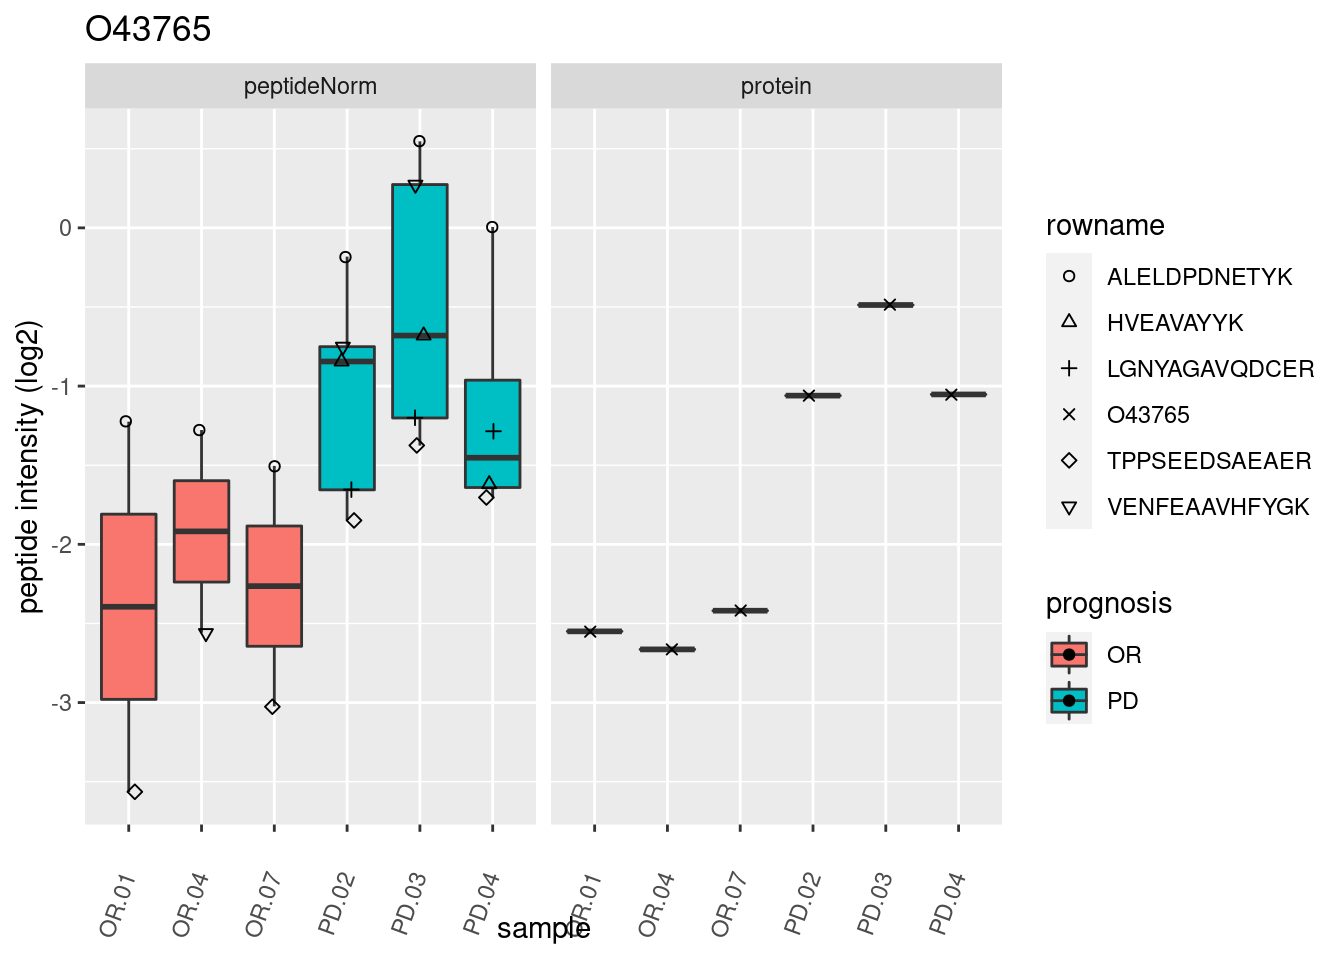 O43765
peptideNorm
protein
peptide intensity (log2)
0
-1
-2
-3
OR.01
OR.04
OR.07
PD.02
PD.03
PD.04
OR.01
OR.04
OR.07
PD.02
PD.03
PD.04
sample
rowname
ALELDPDNETYK
HVEAVAYYK
LGNYAGAVQDCER
O43765
TPPSEEDSAEAER
VENFEAAVHFYGK
prognosis
OR
PD